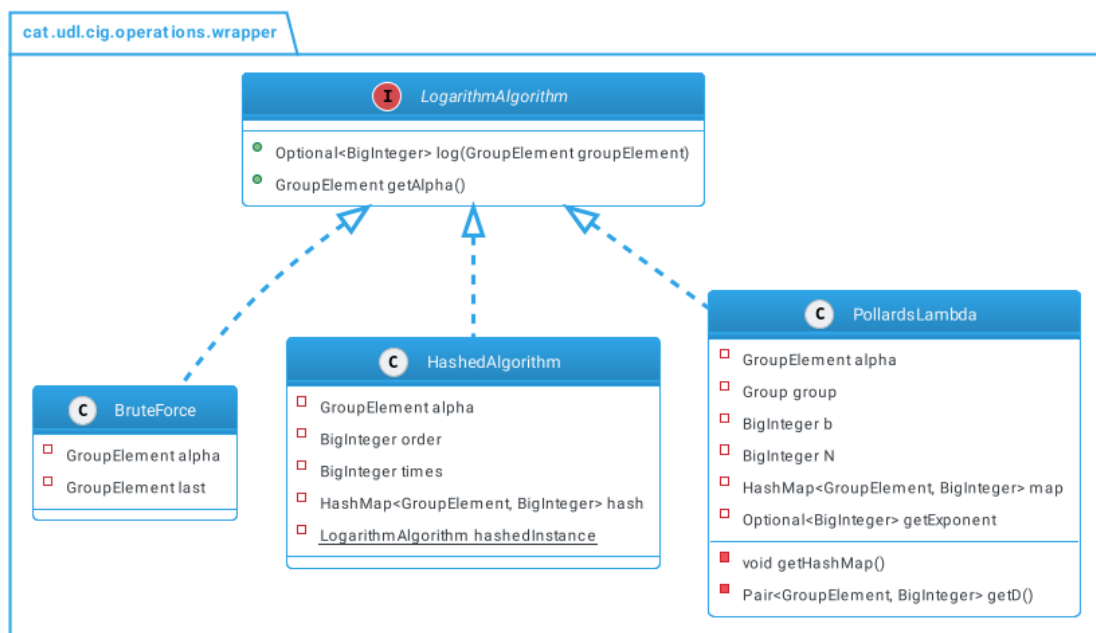 cat.udl.cig.operations.wrapper
I LogarithmAlgorithm
Optional<BigInteger> log(GroupElement groupElement)
GroupElement getAlpha()
C BruteForce
GroupElement alpha
GroupElement last
C HashedAlgorithm
GroupElement alpha
BigInteger order
BigInteger times
HashMap<GroupElement, BigInteger> hash
LogarithmAlgorithm hashedInstance
C PollardsLambda
GroupElement alpha
Group group
BigInteger b
BigInteger N
HashMap<GroupElement, BigInteger> map
Optional<BigInteger> getExponent
void getHashMap()
Pair<GroupElement, BigInteger> getD()